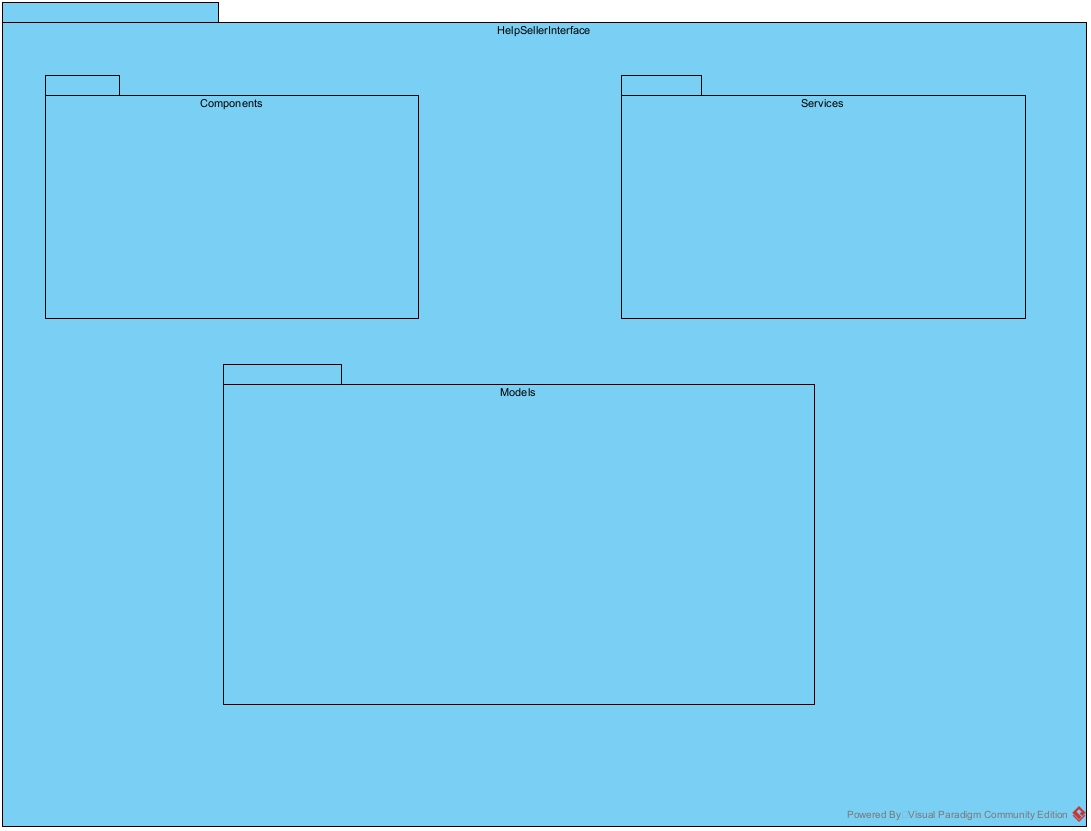 HelpSellerInterface
Components
Services
Models
Powered By Visual Paradigm Community Edition